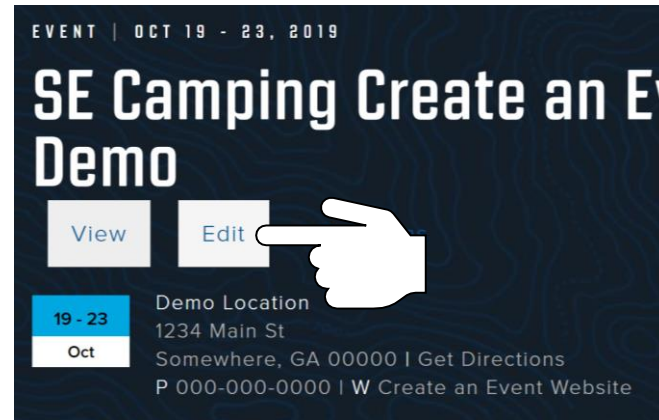 EVENT | OCT 19 - 23, 2019
SE Camping Create an
Demo
View Edit
19 - 23
Oct
Demo Location
1234 Main St
Somewhere, GA 00000 | Get Directions
P 000-000-0000 | W Create an Event Website